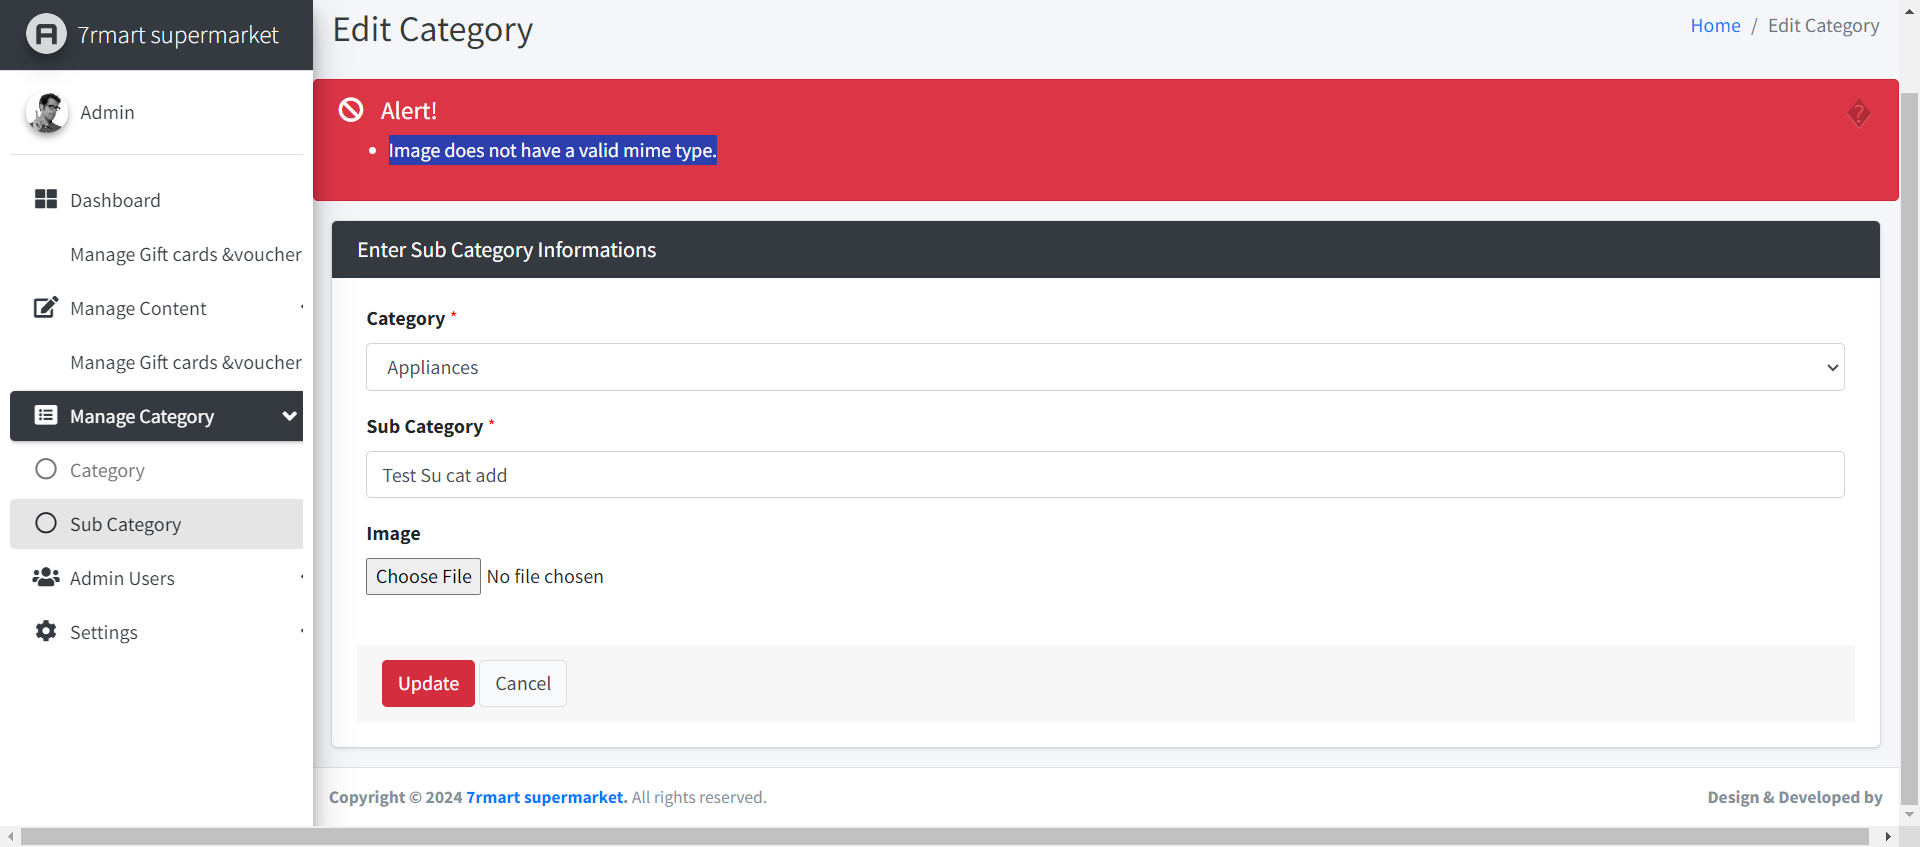 7rmart supermarket
Edit Category
Home / Edit Category
Admin
Alert!
Image does not have a valid mime type.
Dashboard
Manage Gift cards &voucher
Manage Content
Manage Gift cards &voucher
Manage Category
Category
Sub Category
Admin Users
Settings
Enter Sub Category Informations
Category *
Appliances
Sub Category *
Test Su cat add
Image
Choose File No file chosen
Update Cancel
Copyright © 2024 7rmart supermarket. All rights reserved.
Design & Developed by